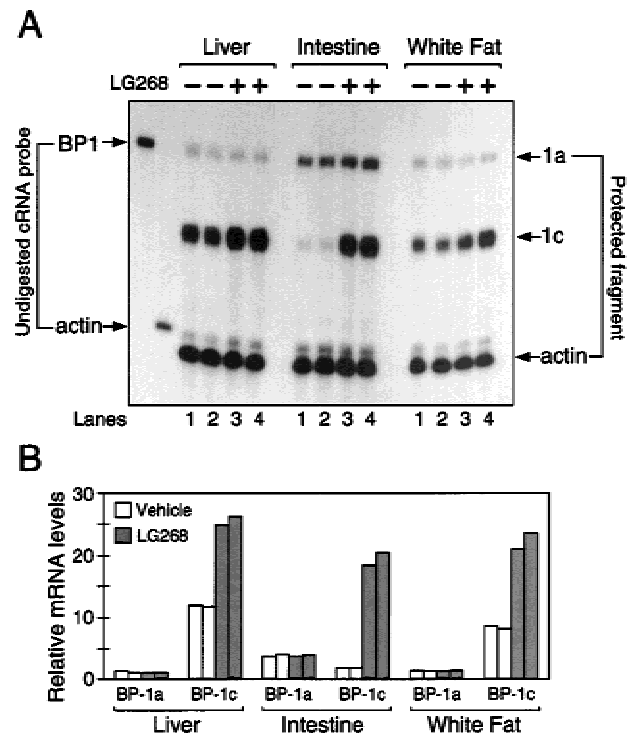 A
Liver Intestine White Fat
LG268 − − + + − − + + − − + +
Undigested cRNA probe
BP1
actin
1a
1c
actin
Protected fragment
Lanes 1 2 3 4 1 2 3 4 1 2 3 4
B
Relative mRNA levels
30
20
10
0
Vehicle
LG268
BP-1a BP-1c BP-1a BP-1c BP-1a BP-1c
Liver Intestine White Fat